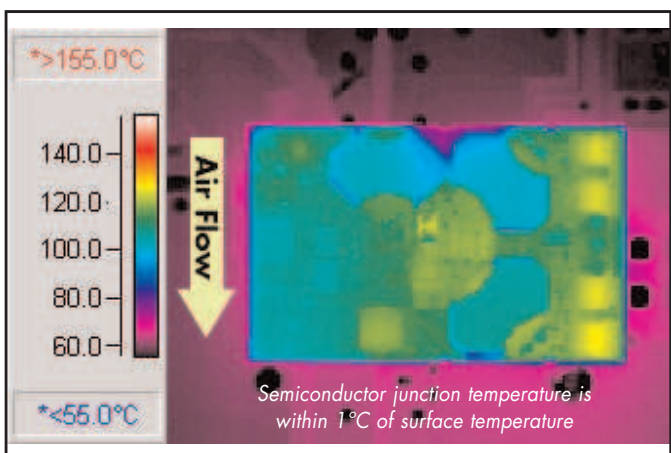 *>155.0°C
140.0
120.0
100.0
80.0
60.0
*<55.0°C
Air Flow
Semiconductor junction temperature is
within 1°C of surface temperature